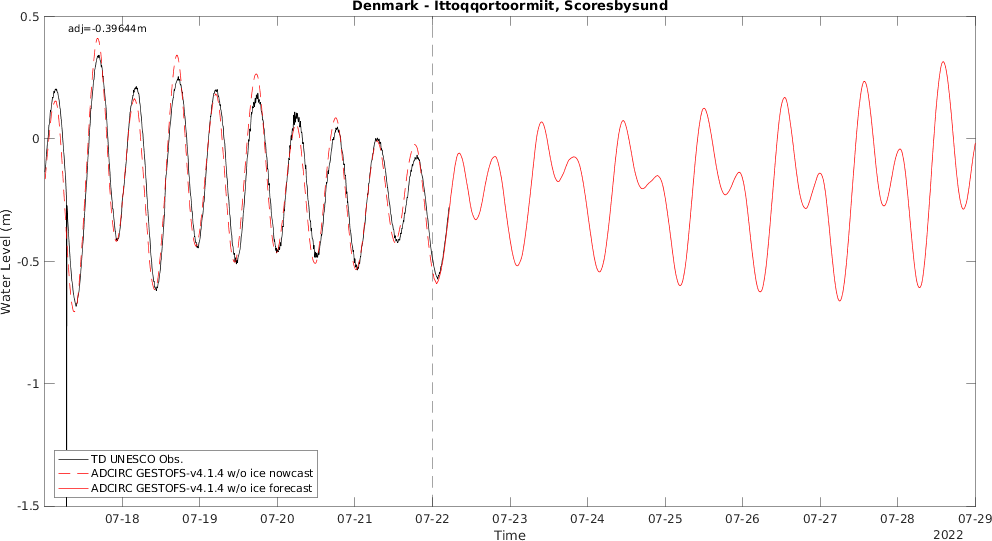 Denmark - Ittoqqortoormiit, Scoresbysund
adj=-0.39644m
0.5
0
-0.5
-1
-1.5
Water Level (m)
TD UNESCO Obs.
ADCIRC GESTOFS-v4.1.4 w/o ice nowcast
ADCIRC GESTOFS-v4.1.4 w/o ice forecast
07-18 07-19 07-20 07-21 07-22 07-23 07-24 07-25 07-26 07-27 07-28 07-29
Time
2022